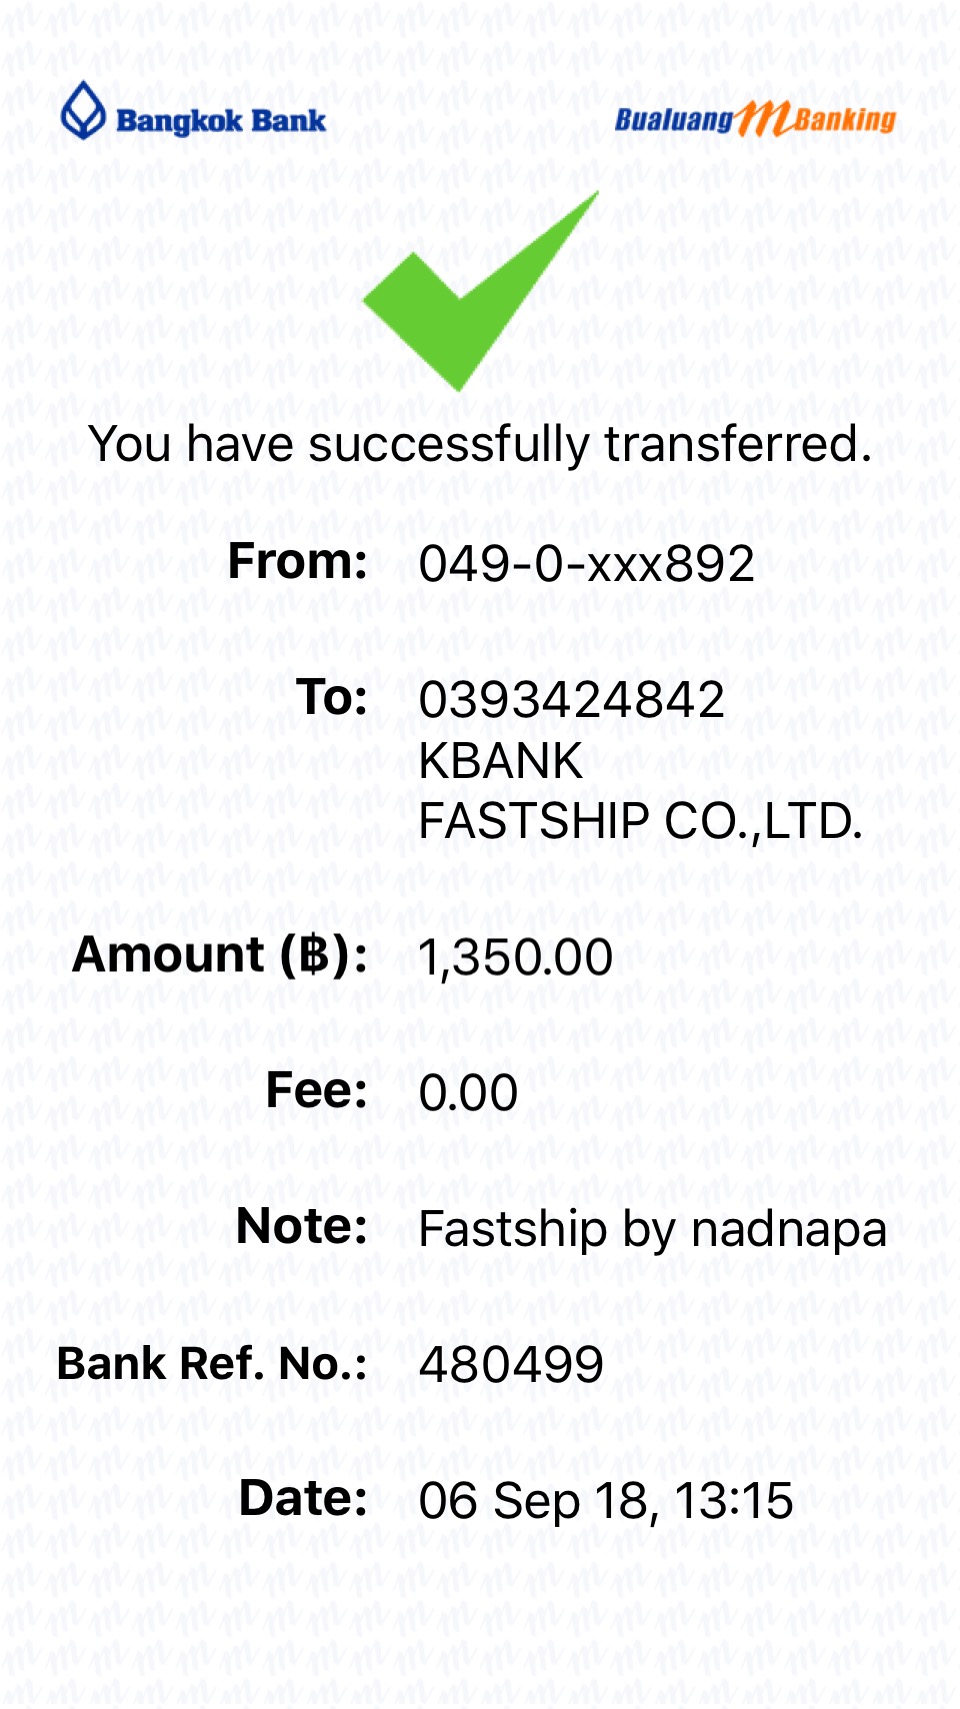 Bangkok Bank
Bualuang mBanking
You have successfully transferred.
From: 049-0-xxx892
To: 0393424842
KBANK
FASTSHIP CO.,LTD.
Amount (฿): 1,350.00
Fee: 0.00
Note: Fastship by nadnapa
Bank Ref. No.: 480499
Date: 06 Sep 18, 13:15